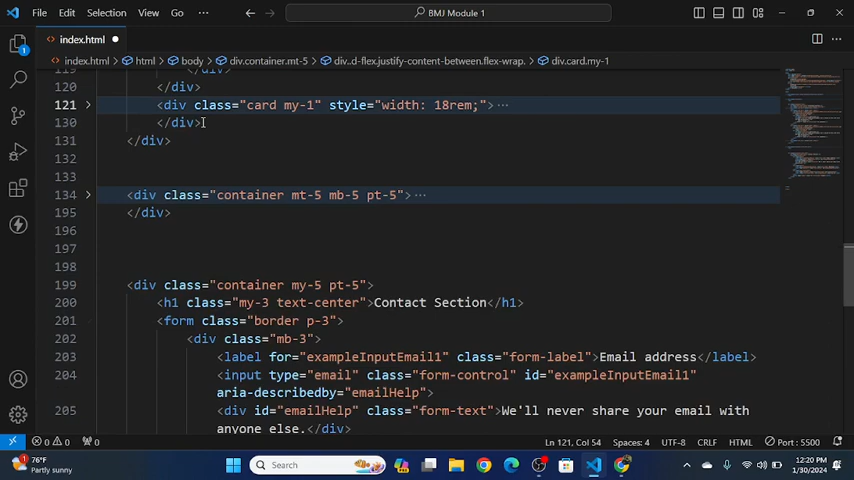 File Edit Selection View Go ··· BMJ Module 1
index.html
index.html > html > body > div.container.mt-5 > div.d-flex.justify-content-between.flex-wrap. > div.card.my-1
119 </div>
120 </div>
121 <div class="card my-1" style="width: 18rem;">···
130 </div>
131 </div>
132
133
134 <div class="container mt-5 mb-5 pt-5">···
195 </div>
196
197
198
199 <div class="container my-5 pt-5">
200 <h1 class="my-3 text-center">Contact Section</h1>
201 <form class="border p-3">
202 <div class="mb-3">
203 <label for="exampleInputEmail1" class="form-label">Email address</label>
204 <input type="email" class="form-control" id="exampleInputEmail1"
aria-describedby="emailHelp">
205 <div id="emailHelp" class="form-text">We'll never share your email with
anyone else.</div>
0 0 0 Ln 121, Col 54 Spaces: 4 UTF-8 CRLF HTML Port : 5500
76°F
Partly sunny
Search
12:20 PM
1/30/2024